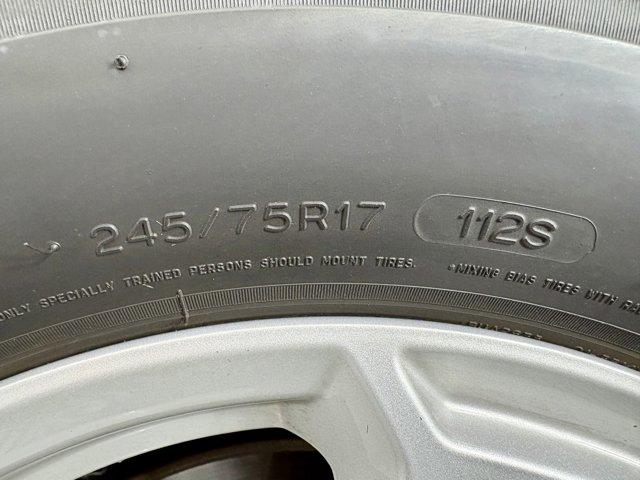 245/75R17 112S
ONLY SPECIALLY TRAINED PERSONS SHOULD MOUNT TIRES. •MIXING BIAS TIRES WITH